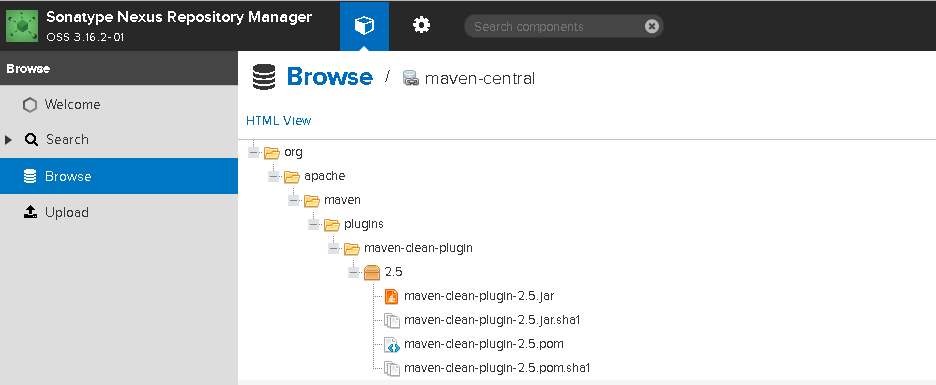 Sonatype Nexus Repository Manager
OSS 3.16.2-01
Search components
Browse
Welcome
Search
Browse
Upload
Browse / maven-central
HTML View
org
apache
maven
plugins
maven-clean-plugin
2.5
maven-clean-plugin-2.5.jar
maven-clean-plugin-2.5.jar.sha1
maven-clean-plugin-2.5.pom
maven-clean-plugin-2.5.pom.sha1